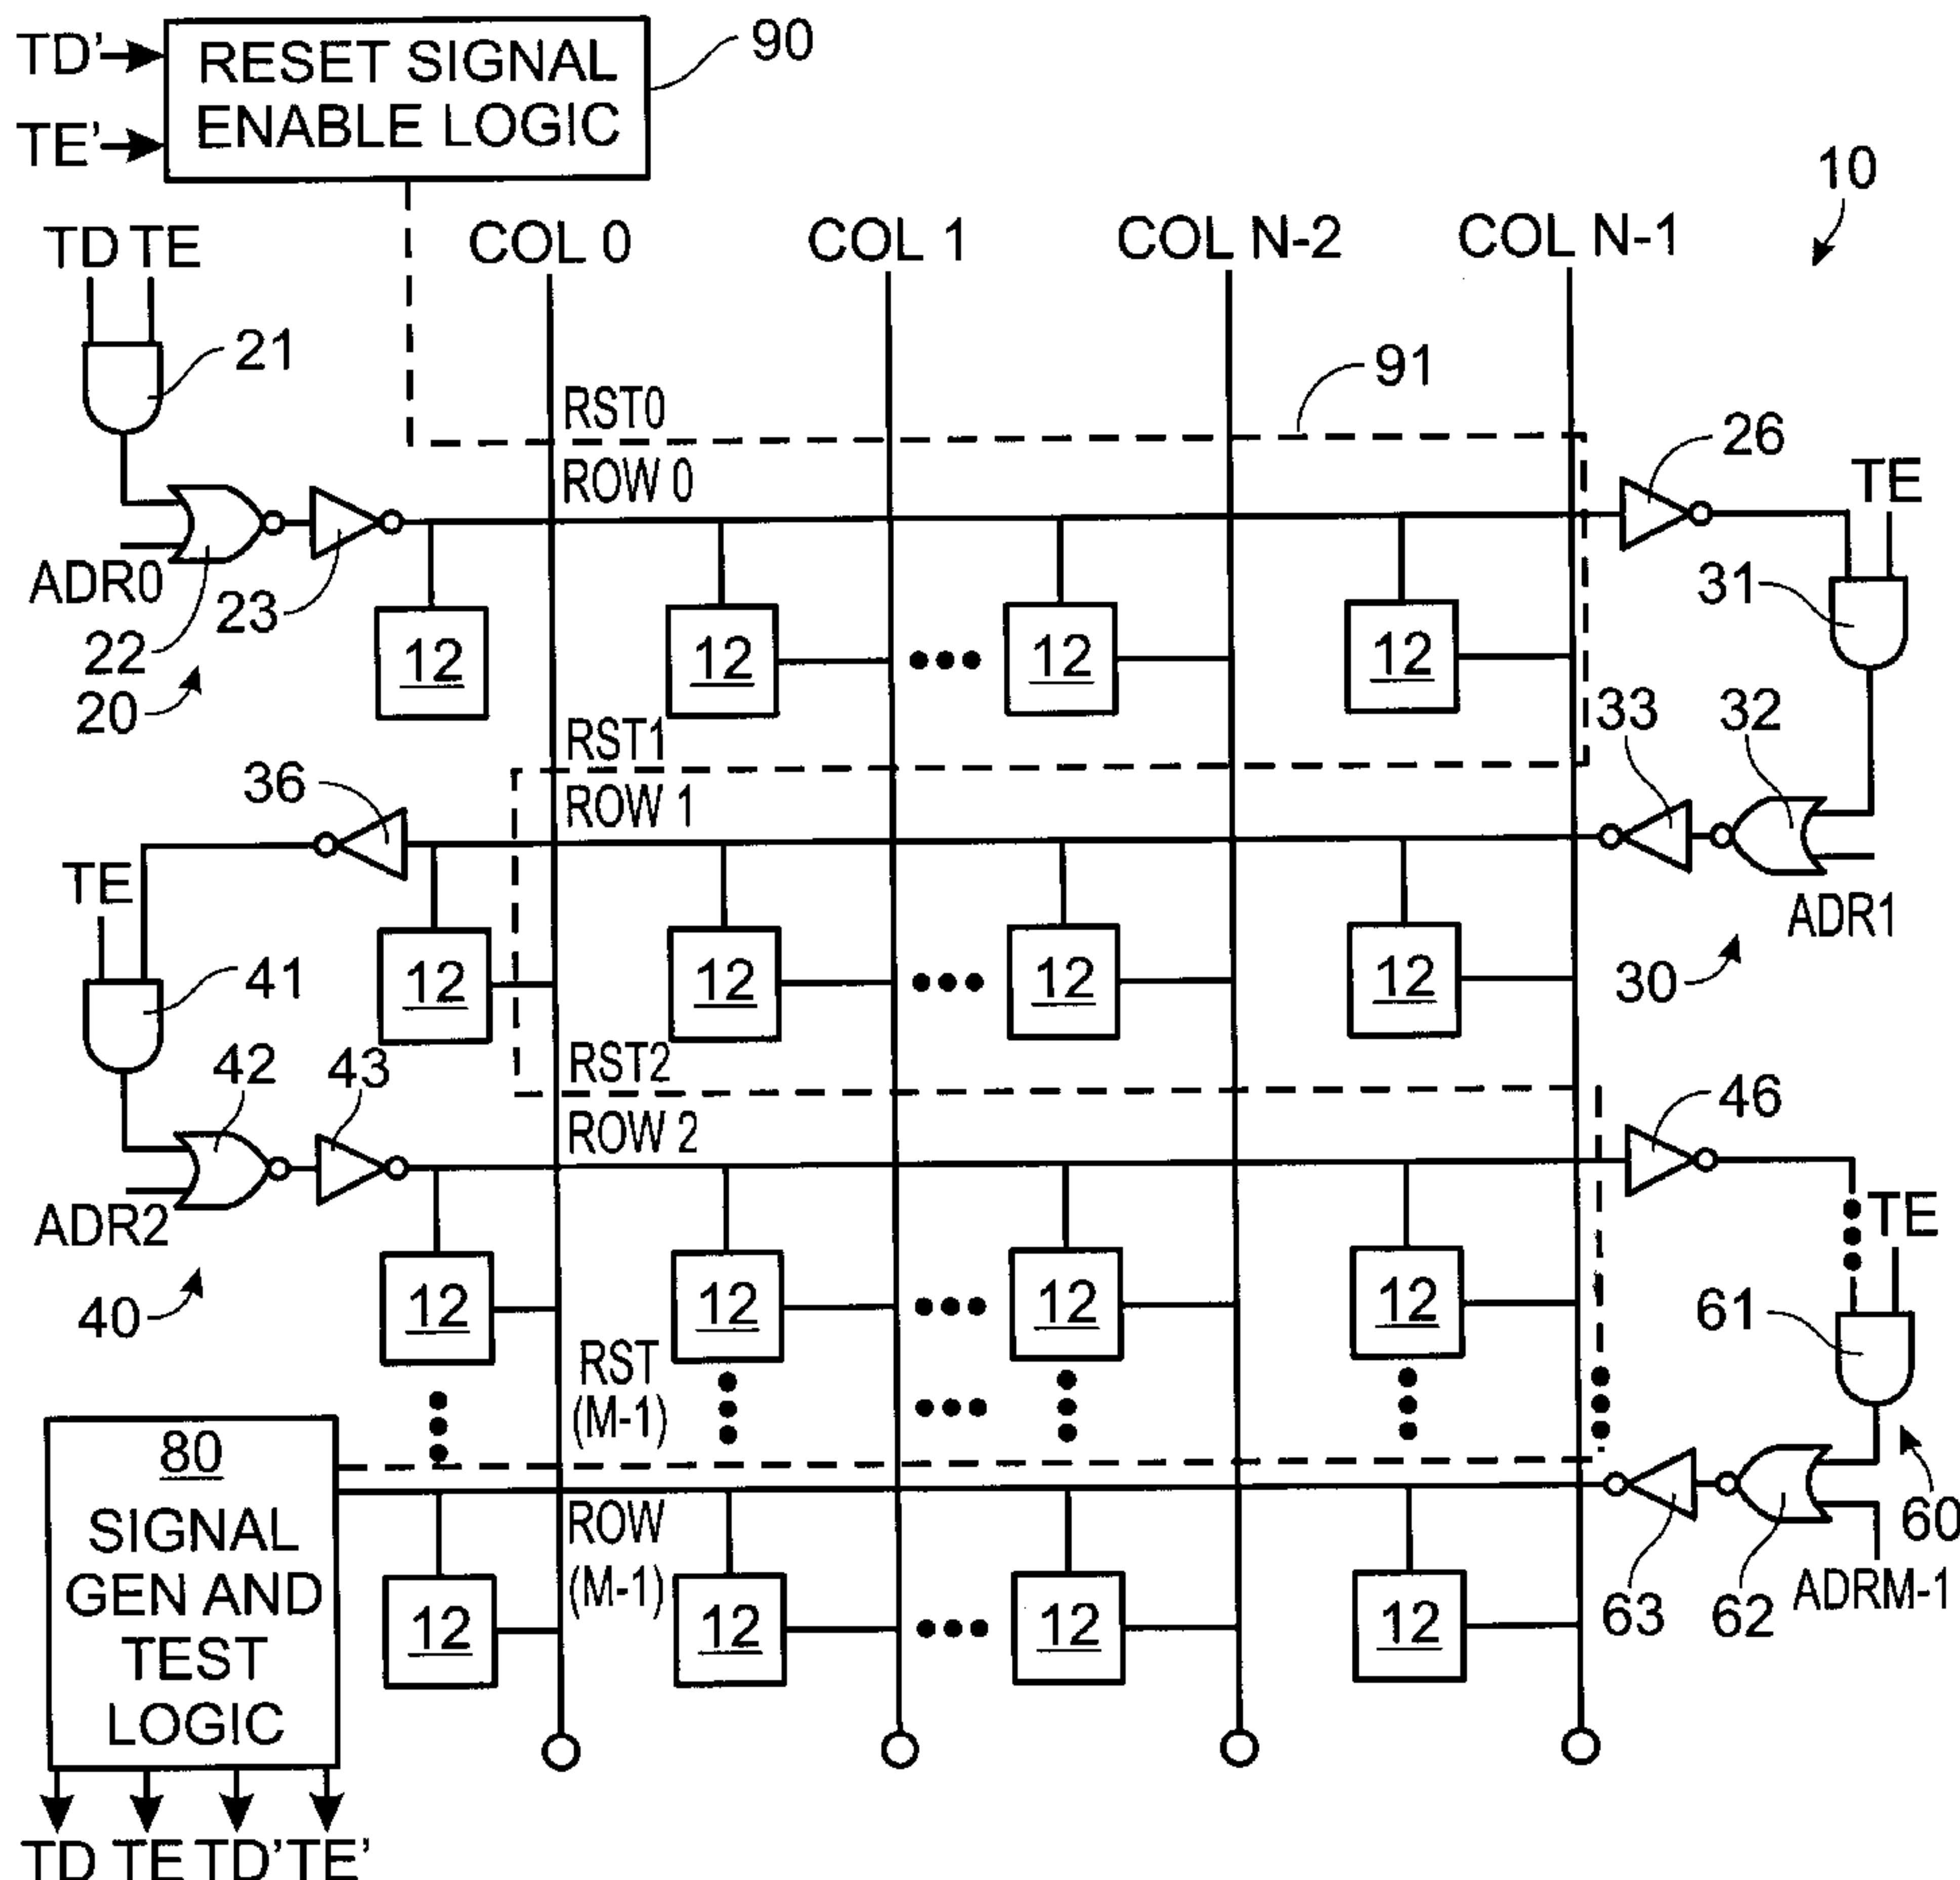 TD'
RESET SIGNAL
90
TE'
ENABLE LOGIC
10
TD TE
COL 0
COL 1
COL N-2
COL N-1
21
RST0
91
26
ROW 0
TE
ADR0
23
31
22
12
12
12
12
20
RST1
33
32
36
ROW 1
TE
ADR1
41
12
12
12
12
30
42
43
RST2
46
ROW 2
ADR2
TE
40
12
12
12
12
61
RST
(M-1)
80
SIGNAL
GEN AND
TEST
LOGIC
ROW
(M-1)
60
12
12
12
12
63
62
ADRM-1
TD TE TD' TE'